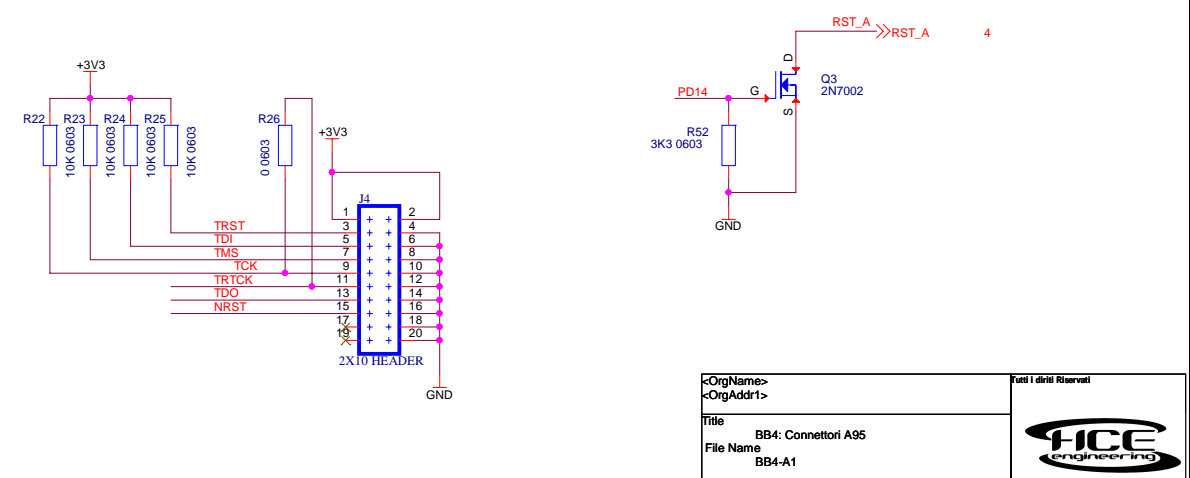 RST_A
RST_A
4
+3V3
D
Q3
2N7002
G
PD14
S
R22
R23
R24
R25
R26
10K 0603
10K 0603
10K 0603
10K 0603
0 0603
+3V3
R52
3K3 0603
GND
J4
1
2
TRST
3
4
TDI
5
6
TMS
7
8
TCK
9
10
TRTCK
11
12
TDO
13
14
NRST
15
16
17
18
19
20
2X10 HEADER
GND
<OrgName>
<OrgAddr1>
Tutti i diriti Riservati
Title
BB4: Connettori A95
File Name
BB4-A1
HCE
engineering